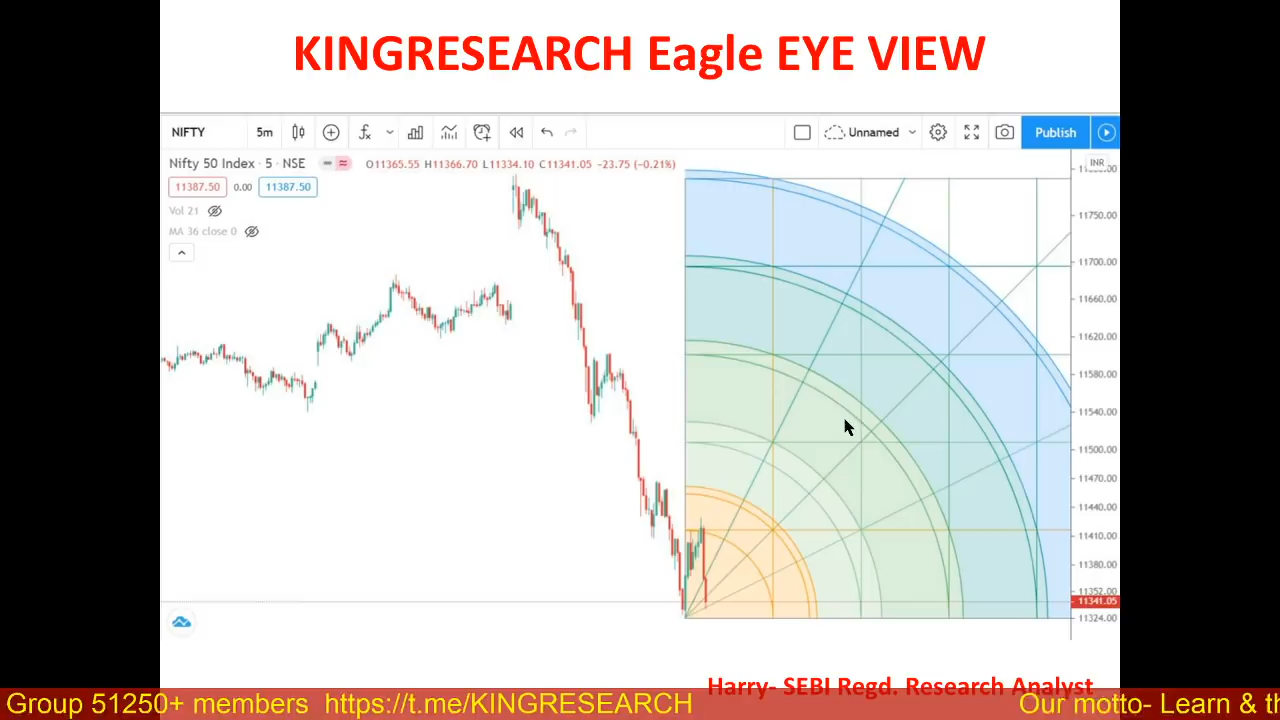 KINGRESEARCH Eagle EYE VIEW
NIFTY 5m Unnamed Publish
Nifty 50 Index · 5 · NSE O11365.55 H11366.70 L11334.10 C11341.05 -23.75 (-0.21%)
INR
11387.50 0.00 11387.50
Vol 21
MA 36 close 0
11750.00
11700.00
11660.00
11620.00
11580.00
11540.00
11500.00
11470.00
11440.00
11410.00
11380.00
11352.00
11341.05
11324.00
Harry- SEBI Regd. Research Analyst
Group 51250+ members https://t.me/KINGRESEARCH Our motto- Learn & th